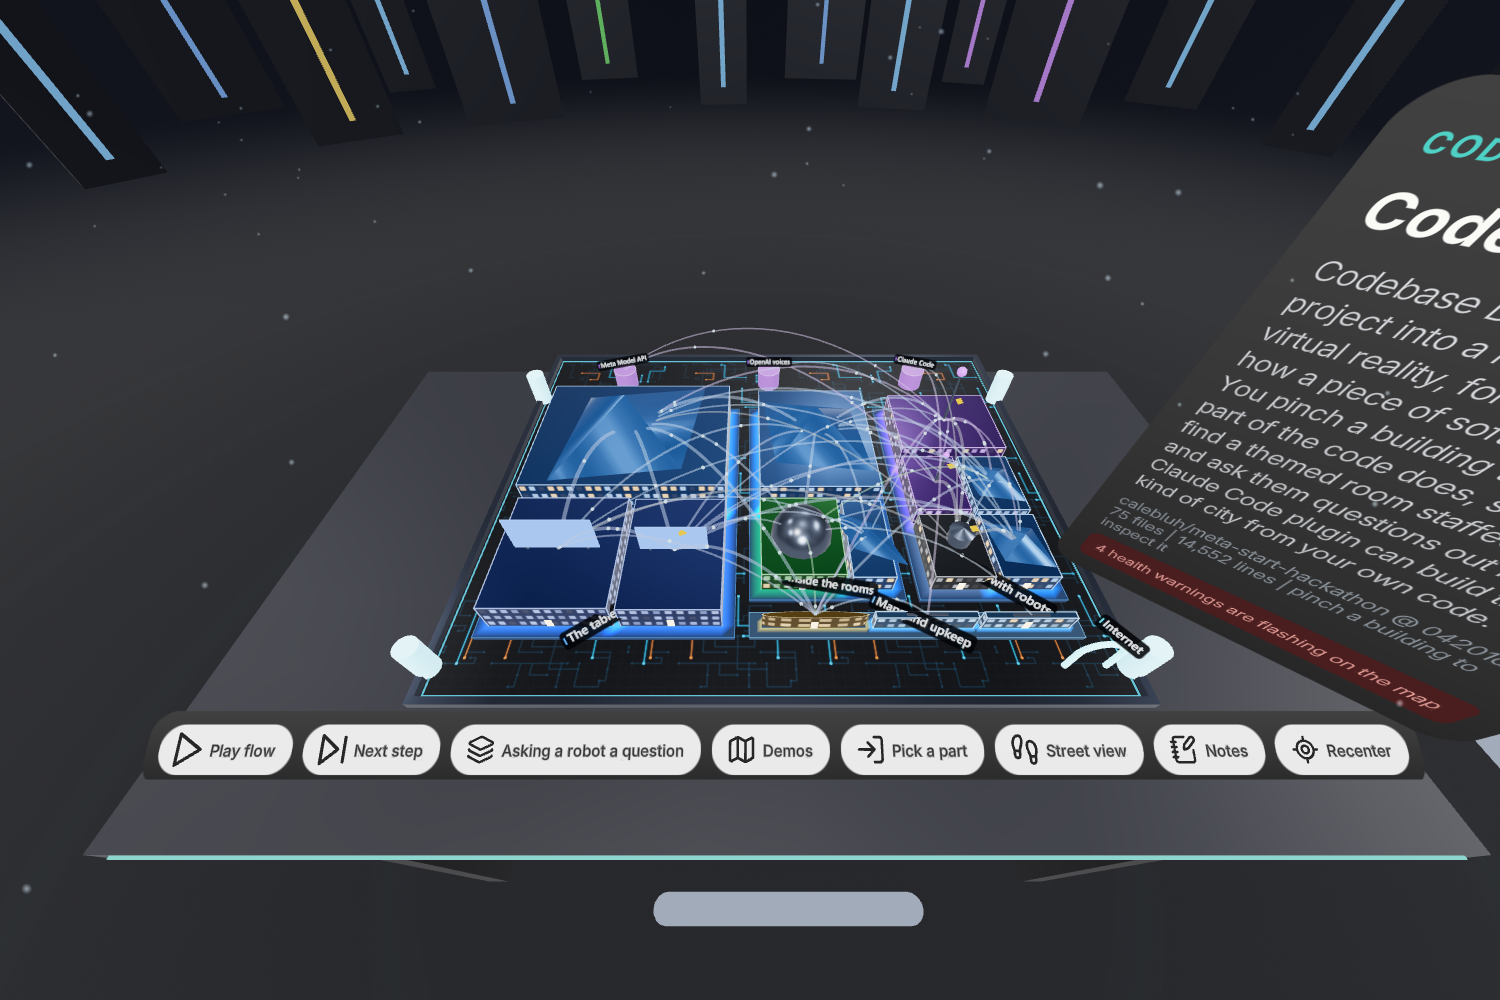 Meta Model API
OpenAI voices
Claude Code
the rooms
The table
nd upkeep
with robots
Internet
COD
Code
Codebase
project into a
virtual reality, fo
how a piece of so
You pinch a building
part of the code does, s
find a themed room staffe
and ask them questions out
Claude Code plugin can build
kind of city from your own code.
calebluh/meta-start-hackathon @ 04201
75 files | 14,552 lines | pinch a building to
inspect it
4 health warnings are flashing on the map
Play flow
Next step
Asking a robot a question
Demos
Pick a part
Street view
Notes
Recenter